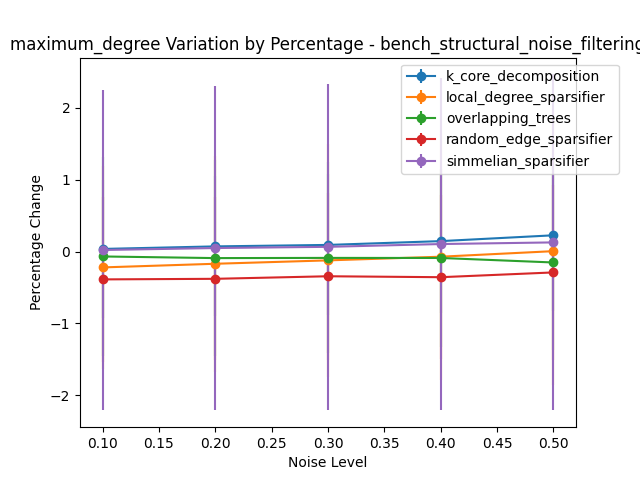 maximum_degree Variation by Percentage - bench_structural_noise_filtering
k_core_decomposition
local_degree_sparsifier
overlapping_trees
random_edge_sparsifier
simmelian_sparsifier
Percentage Change
2
1
0
−1
−2
0.10 0.15 0.20 0.25 0.30 0.35 0.40 0.45 0.50
Noise Level